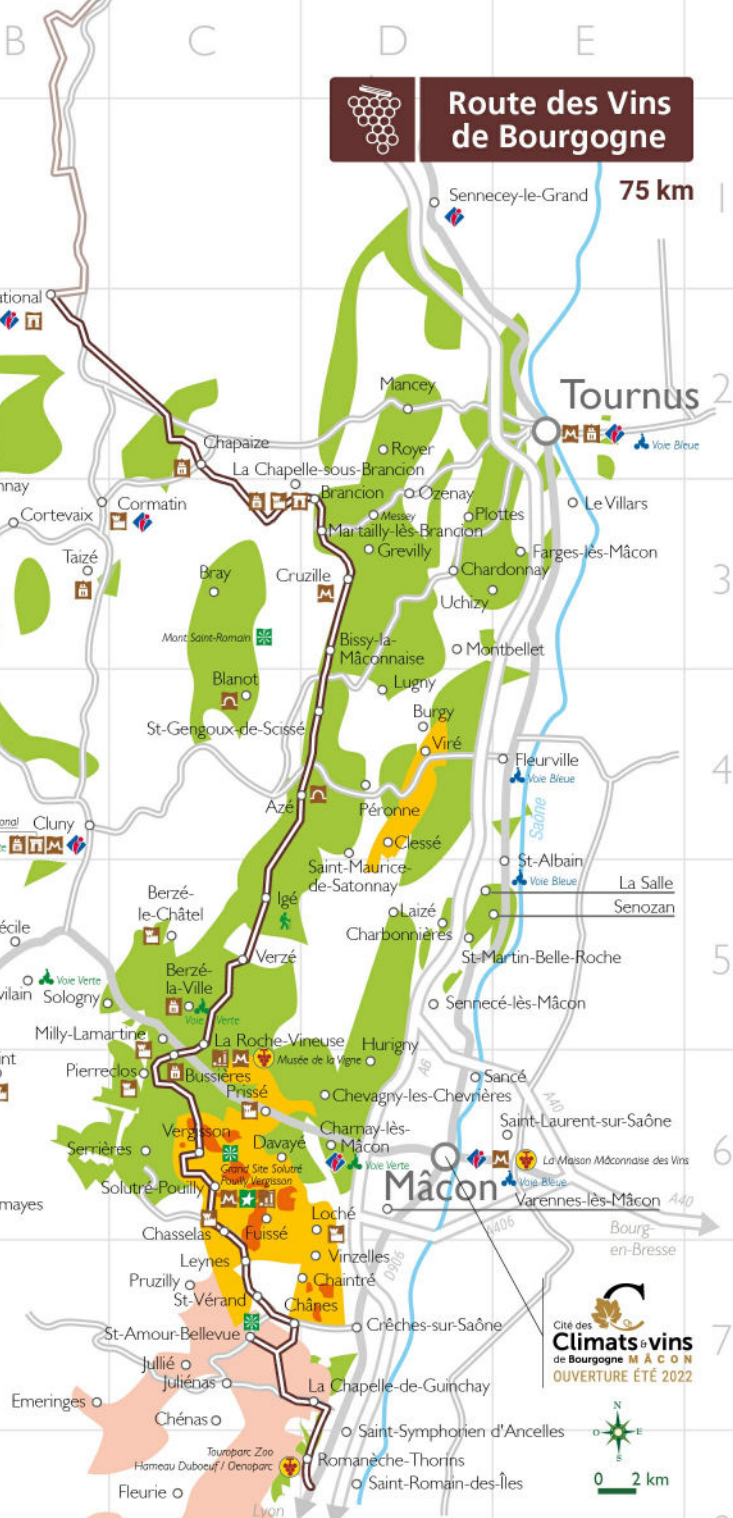 B
C
D
E
Route des Vins
de Bourgogne
75 km
1
Sennecey-le-Grand
ational
2
Mancey
Tournus
Voie Bleue
Chapaize
Royer
La Chapelle-sous-Brancion
nnay
Cormatin
Brancion
Ozenay
Le Villars
Cortevaix
Messey
Plottes
Martailly-lès-Brancion
Taizé
Grevilly
Farges-lès-Mâcon
Bray
Cruzille
Chardonnay
3
Uchizy
Mont Saint-Romain
Bissy-la-
Mâconnaise
Montbellet
Blanot
Lugny
Burgy
St-Gengoux-de-Scissé
Viré
Fleurville
4
Voie Bleue
Azé
Péronne
Saône
onal
Cluny
Clessé
Saint-Maurice-
de-Satonnay
St-Albain
Voie Bleue
La Salle
Berzé-
le-Châtel
Igé
Laizé
Senozan
écile
Charbonnières
Verzé
St-Martin-Belle-Roche
5
Berzé-
la-Ville
Voie Verte
vilain
Sologny
Voie Verte
Sennecé-lès-Mâcon
Milly-Lamartine
La Roche-Vineuse
Hurigny
int
Musée de la Vigne
A6
Pierreclos
Bussières
Sancé
Prissé
Chevagny-les-Chevrières
A40
Vergisson
Charnay-lès-
Mâcon
Saint-Laurent-sur-Saône
Serrières
Davayé
6
Voie Verte
La Maison Mâconnaise des Vins
Grand Site Solutré
Pouilly Vergisson
Mâcon
Voie Bleue
Solutré-Pouilly
Varennes-lès-Mâcon
A40
mayes
Loché
Chasselas
Fuissé
N406
Bourg-
en-Bresse
Leynes
Vinzelles
D906
Pruzilly
Chaintré
St-Vérand
Chânes
Cité des
Climats & vins
de Bourgogne MÂCON
OUVERTURE ÉTÉ 2022
St-Amour-Bellevue
Crêches-sur-Saône
7
Jullié
Juliénas
La Chapelle-de-Guinchay
Emeringes
Chénas
Saint-Symphorien d'Ancelles
N
O
E
S
Touroparc Zoo
Hameau Duboeuf / Oenoparc
Romanèche-Thorins
0
2 km
Fleurie
Saint-Romain-des-Îles
Lyon